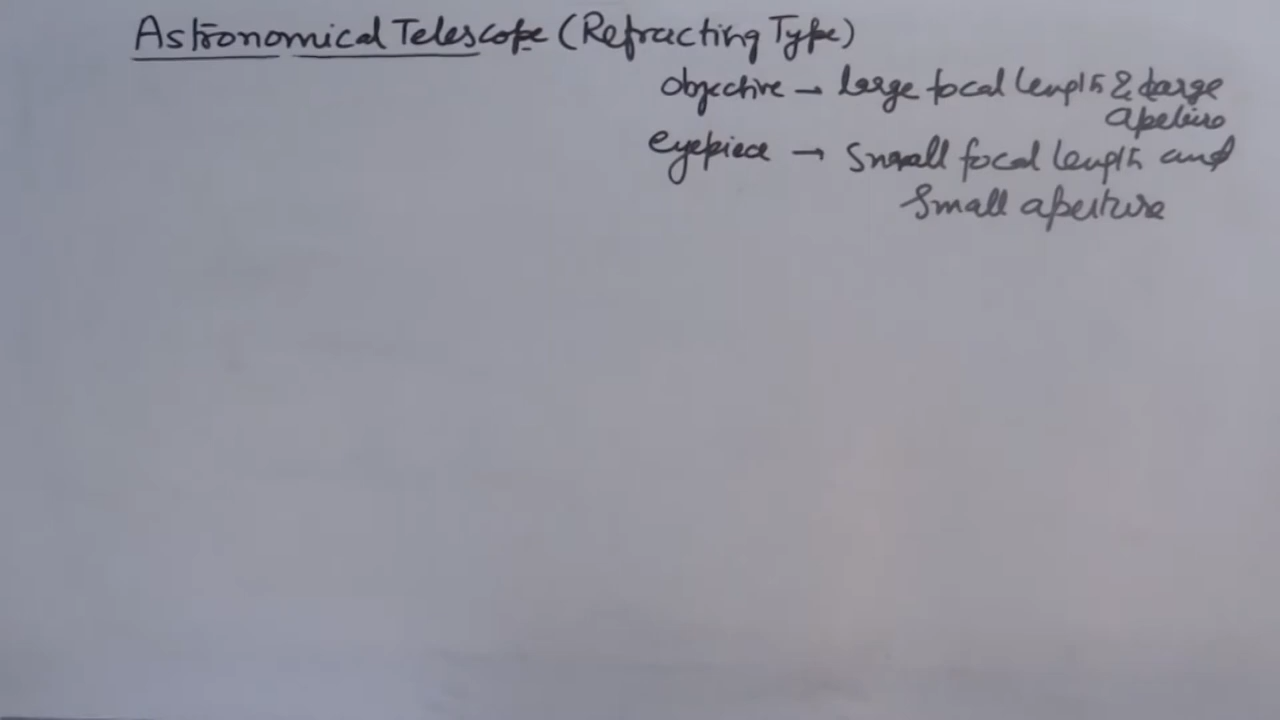 Astronomical Telescope (Refracting Type)
objective → large focal length & large
aperture
eyepiece → small focal length and
small aperture